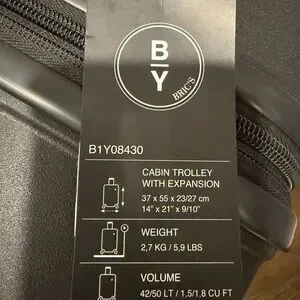 B
Y
BRIC'S
B1Y08430
CABIN TROLLEY
WITH EXPANSION
37 x 55 x 23/27 cm
14" x 21" x 9/10"
WEIGHT
2,7 KG / 5,9 LBS
VOLUME
42/50 LT / 1,5/1,8 CU FT